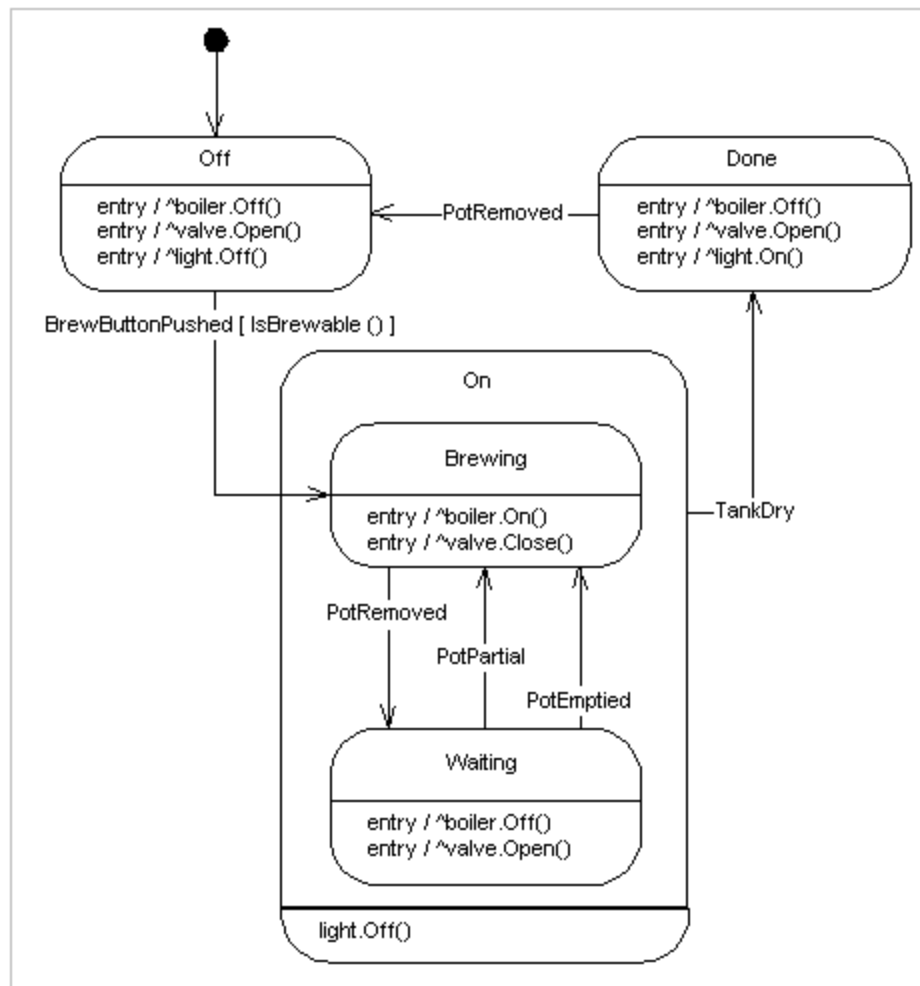 Off
entry / ^boiler.Off()
entry / ^valve.Open()
entry / ^light.Off()
PotRemoved
Done
entry / ^boiler.Off()
entry / ^valve.Open()
entry / ^light.On()
BrewButtonPushed [ IsBrewable () ]
On
Brewing
entry / ^boiler.On()
entry / ^valve.Close()
TankDry
PotRemoved
PotPartial
PotEmptied
Waiting
entry / ^boiler.Off()
entry / ^valve.Open()
light.Off()